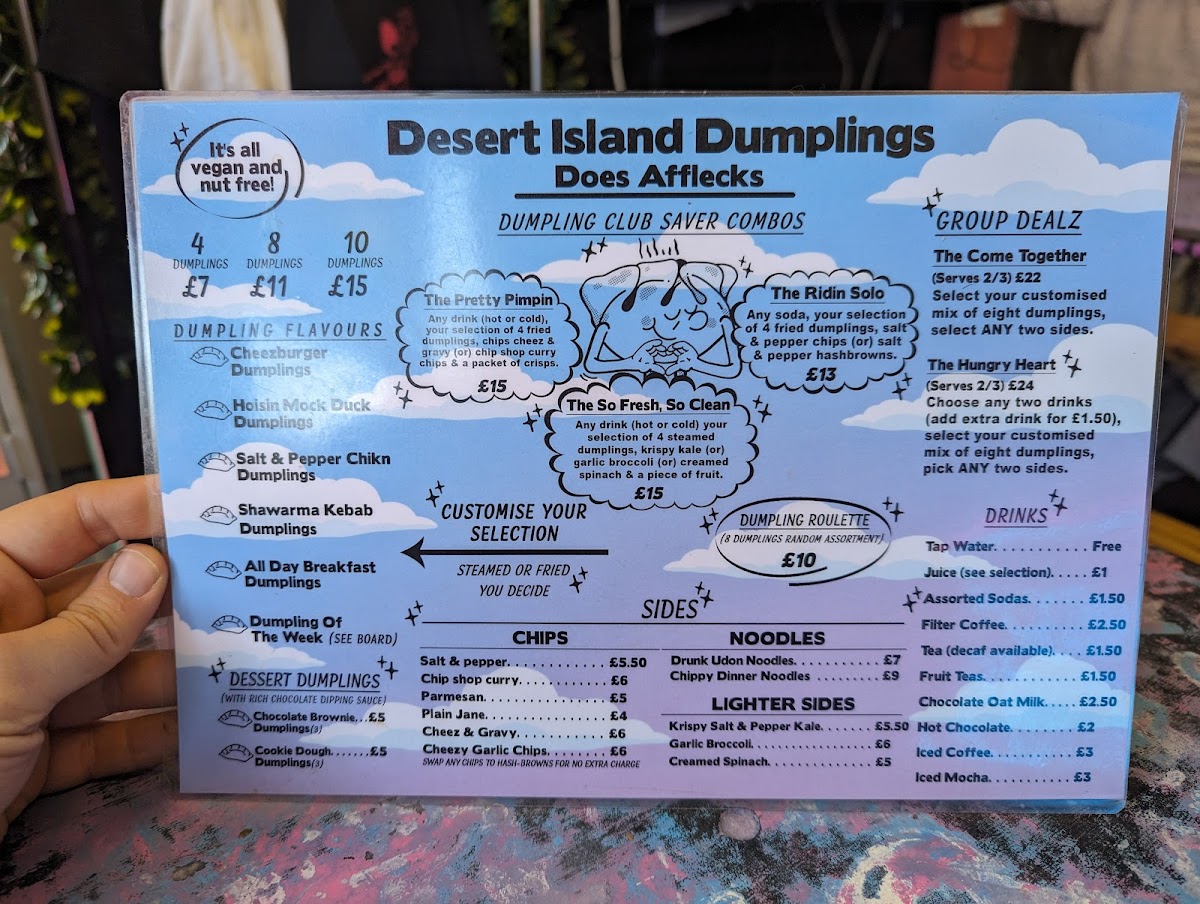 It's all
vegan and
nut free!
Desert Island Dumplings
Does Afflecks
4
DUMPLINGS
£7
8
DUMPLINGS
£11
10
DUMPLINGS
£15
DUMPLING FLAVOURS
Cheezburger
Dumplings
Hoisin Mock Duck
Dumplings
Salt & Pepper Chikn
Dumplings
Shawarma Kebab
Dumplings
All Day Breakfast
Dumplings
Dumpling Of
The Week (SEE BOARD)
DESSERT DUMPLINGS
(WITH RICH CHOCOLATE DIPPING SAUCE)
Chocolate Brownie...£5
Dumplings(3)
Cookie Dough.......£5
Dumplings(3)
DUMPLING CLUB SAVER COMBOS
The Pretty Pimpin
Any drink (hot or cold),
your selection of 4 fried
dumplings, chips cheez &
gravy (or) chip shop curry
chips & a packet of crisps.
£15
The Ridin Solo
Any soda, your selection
of 4 fried dumplings, salt
& pepper chips (or) salt
& pepper hashbrowns.
£13
The So Fresh, So Clean
Any drink (hot or cold) your
selection of 4 steamed
dumplings, krispy kale (or)
garlic broccoli (or) creamed
spinach & a piece of fruit.
£15
CUSTOMISE YOUR
SELECTION
STEAMED OR FRIED
YOU DECIDE
DUMPLING ROULETTE
(8 DUMPLINGS RANDOM ASSORTMENT)
£10
SIDES
CHIPS
Salt & pepper............£5.50
Chip shop curry...........£6
Parmesan................£5
Plain Jane................£4
Cheez & Gravy............£6
Cheezy Garlic Chips........£6
SWAP ANY CHIPS TO HASH-BROWNS FOR NO EXTRA CHARGE
NOODLES
Drunk Udon Noodles...........£7
Chippy Dinner Noodles.........£9
LIGHTER SIDES
Krispy Salt & Pepper Kale......£5.50
Garlic Broccoli................£6
Creamed Spinach..............£5
GROUP DEALZ
The Come Together
(Serves 2/3) £22
Select your customised
mix of eight dumplings,
select ANY two sides.
The Hungry Heart
(Serves 2/3) £24
Choose any two drinks
(add extra drink for £1.50),
select your customised
mix of eight dumplings,
pick ANY two sides.
DRINKS
Tap Water...........Free
Juice (see selection).....£1
Assorted Sodas.......£1.50
Filter Coffee..........£2.50
Tea (decaf available)....£1.50
Fruit Teas............£1.50
Chocolate Oat Milk.....£2.50
Hot Chocolate........£2
Iced Coffee..........£3
Iced Mocha..........£3